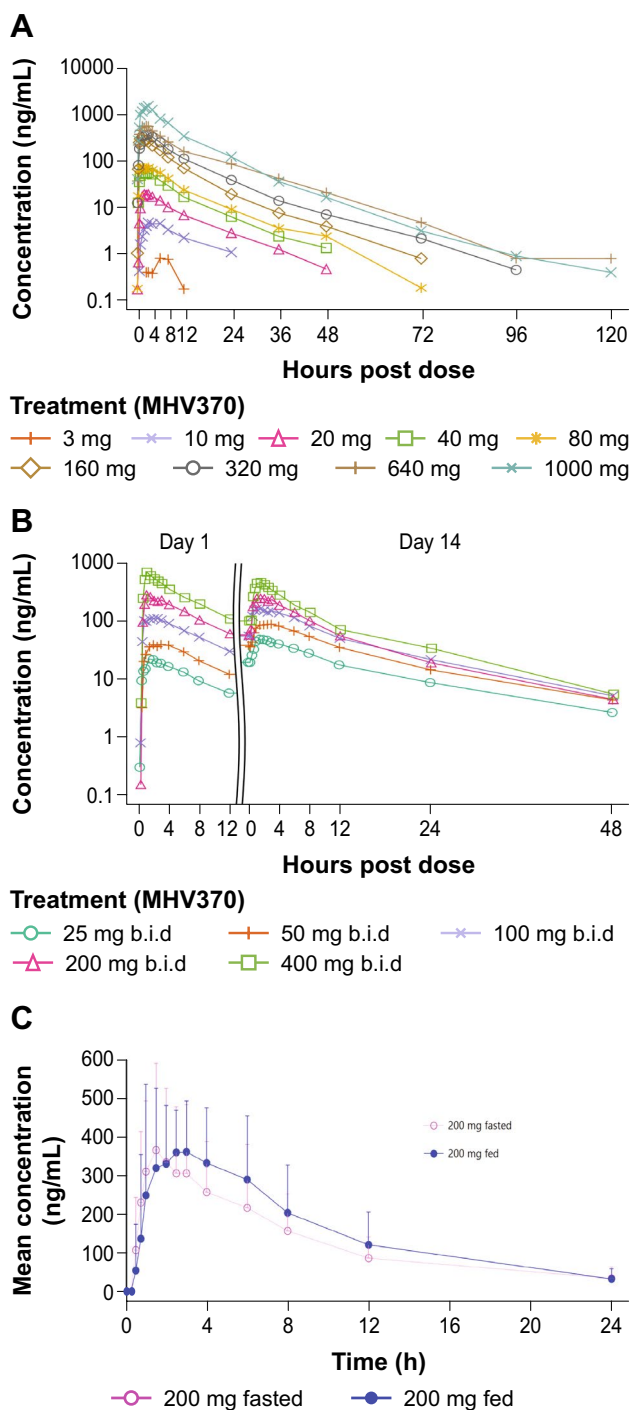 A
Concentration (ng/mL)
10000
1000
100
10
1
0.1
0 4 8 12 24 36 48 72 96 120
Hours post dose
Treatment (MHV370)
3 mg 10 mg 20 mg 40 mg 80 mg
160 mg 320 mg 640 mg 1000 mg
B
Day 1 Day 14
Concentration (ng/mL)
1000
100
10
1
0.1
0 4 8 12 0 4 8 12 24 48
Hours post dose
Treatment (MHV370)
25 mg b.i.d 50 mg b.i.d 100 mg b.i.d
200 mg b.i.d 400 mg b.i.d
C
Mean concentration
(ng/mL)
600
500
400
300
200
100
0
200 mg fasted
200 mg fed
0 4 8 12 16 20 24
Time (h)
200 mg fasted 200 mg fed